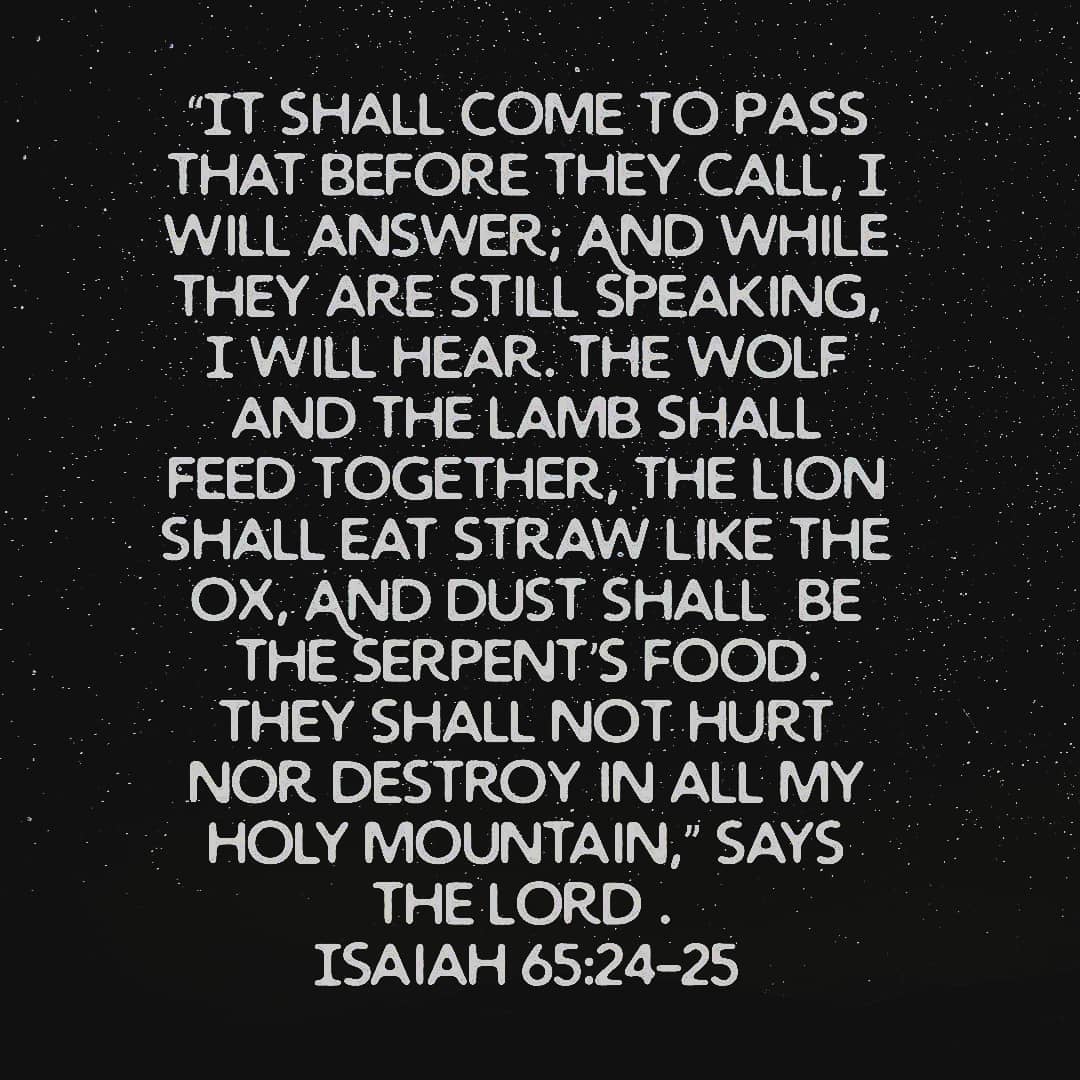 “IT SHALL COME TO PASS
THAT BEFORE THEY CALL, I
WILL ANSWER; AND WHILE
THEY ARE STILL SPEAKING,
I WILL HEAR. THE WOLF
AND THE LAMB SHALL
FEED TOGETHER, THE LION
SHALL EAT STRAW LIKE THE
OX, AND DUST SHALL BE
THE SERPENT’S FOOD.
THEY SHALL NOT HURT
NOR DESTROY IN ALL MY
HOLY MOUNTAIN,” SAYS
THE LORD .
ISAIAH 65:24-25